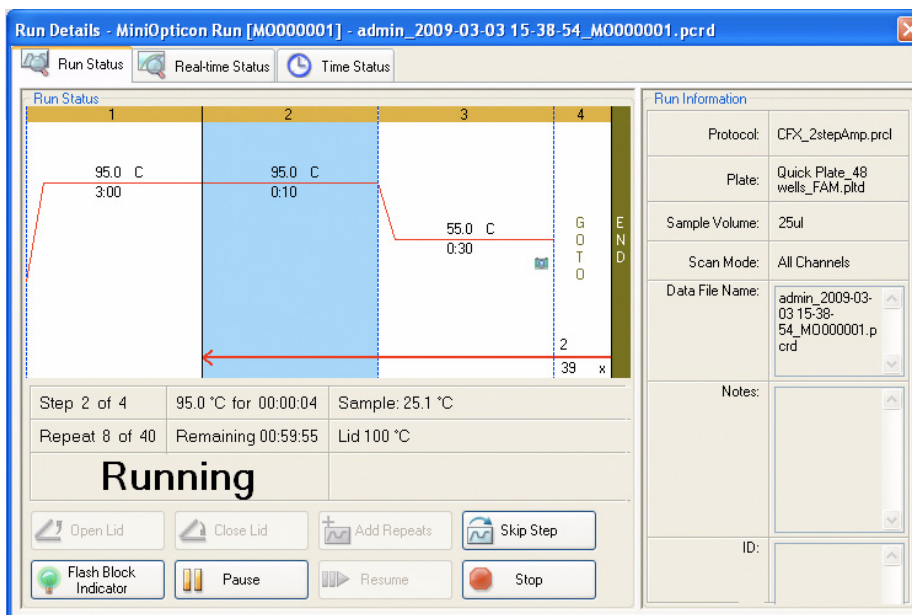 Run Details - MiniOpticon Run [MO000001] - admin_2009-03-03 15-38-54_MO000001.pcrd
Run Status
Real-time Status
Time Status
Run Status
1 2 3 4
95.0 C
3:00
95.0 C
0:10
55.0 C
0:30
GOTO
END
2
39 x
Step 2 of 4
95.0 °C for 00:00:04
Sample: 25.1 °C
Repeat 8 of 40
Remaining 00:59:55
Lid 100 °C
Running
Open Lid
Close Lid
Add Repeats
Skip Step
Flash Block
Indicator
Pause
Resume
Stop
Run Information
Protocol: CFX_2stepAmp.prcl
Plate: Quick Plate_48
wells_FAM.pltd
Sample Volume: 25ul
Scan Mode: All Channels
Data File Name: admin_2009-03-
03 15-38-
54_MO000001.p
crd
Notes:
ID: